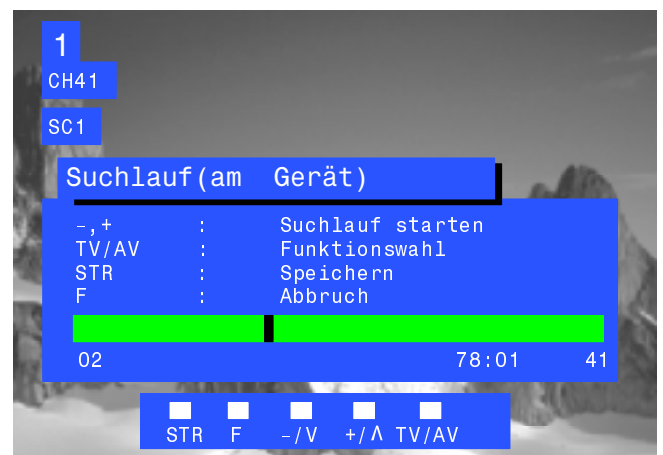 1
CH41
SC1
Suchlauf(am Gerät)
-,+ : Suchlauf starten
TV/AV : Funktionswahl
STR : Speichern
F : Abbruch
02 78:01 41
STR F -/V +/Λ TV/AV